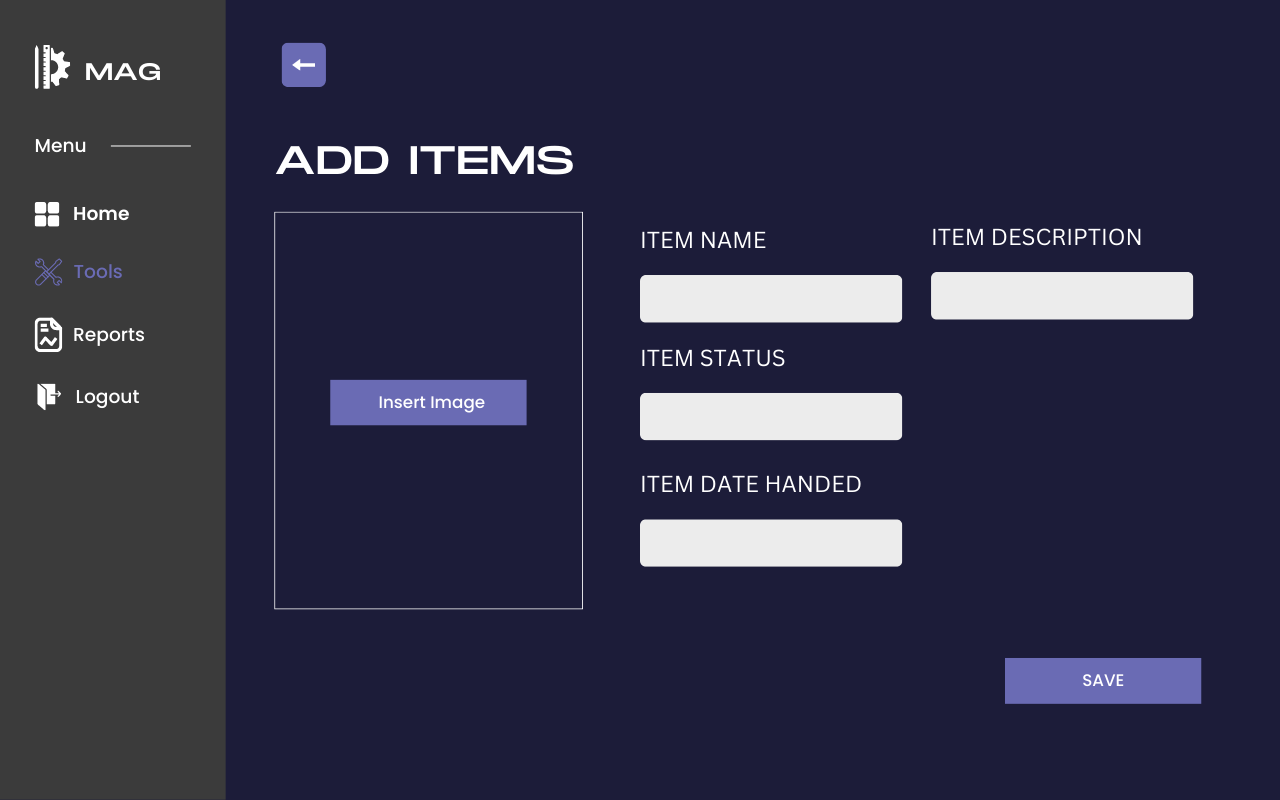 MAG
Menu
Home
Tools
Reports
Logout
ADD ITEMS
Insert Image
ITEM NAME
ITEM DESCRIPTION
ITEM STATUS
ITEM DATE HANDED
SAVE